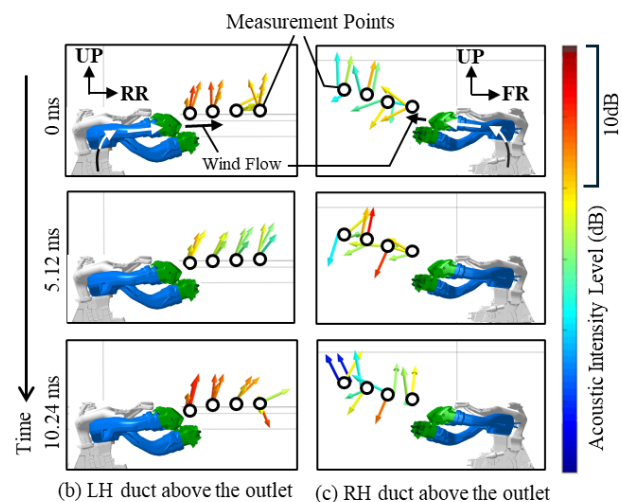 Measurement Points
UP
RR
UP
FR
Wind Flow
0 ms
5.12 ms
10.24 ms
Time
10dB
Acoustic Intensity Level (dB)
(b) LH duct above the outlet
(c) RH duct above the outlet